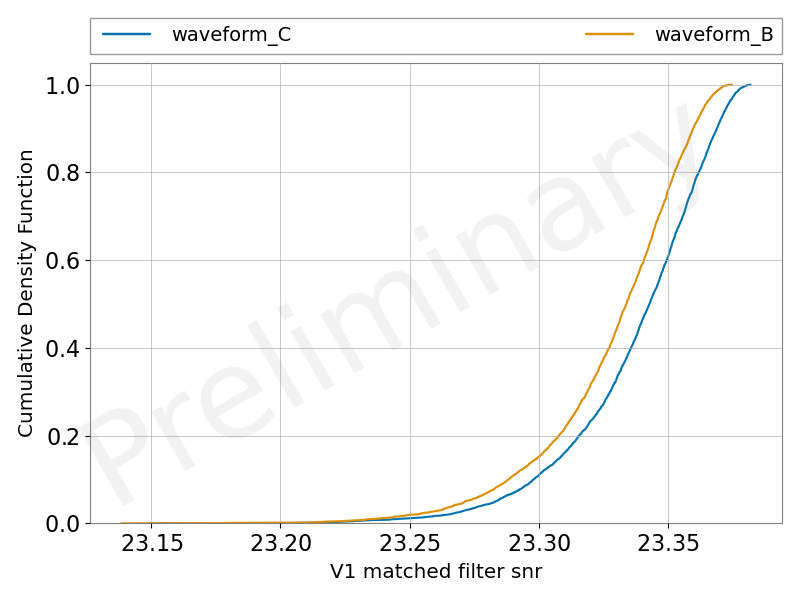 waveform_C waveform_B
1.0
0.8
0.6
0.4
0.2
0.0
Cumulative Density Function
Preliminary
23.15 23.20 23.25 23.30 23.35
V1 matched filter snr